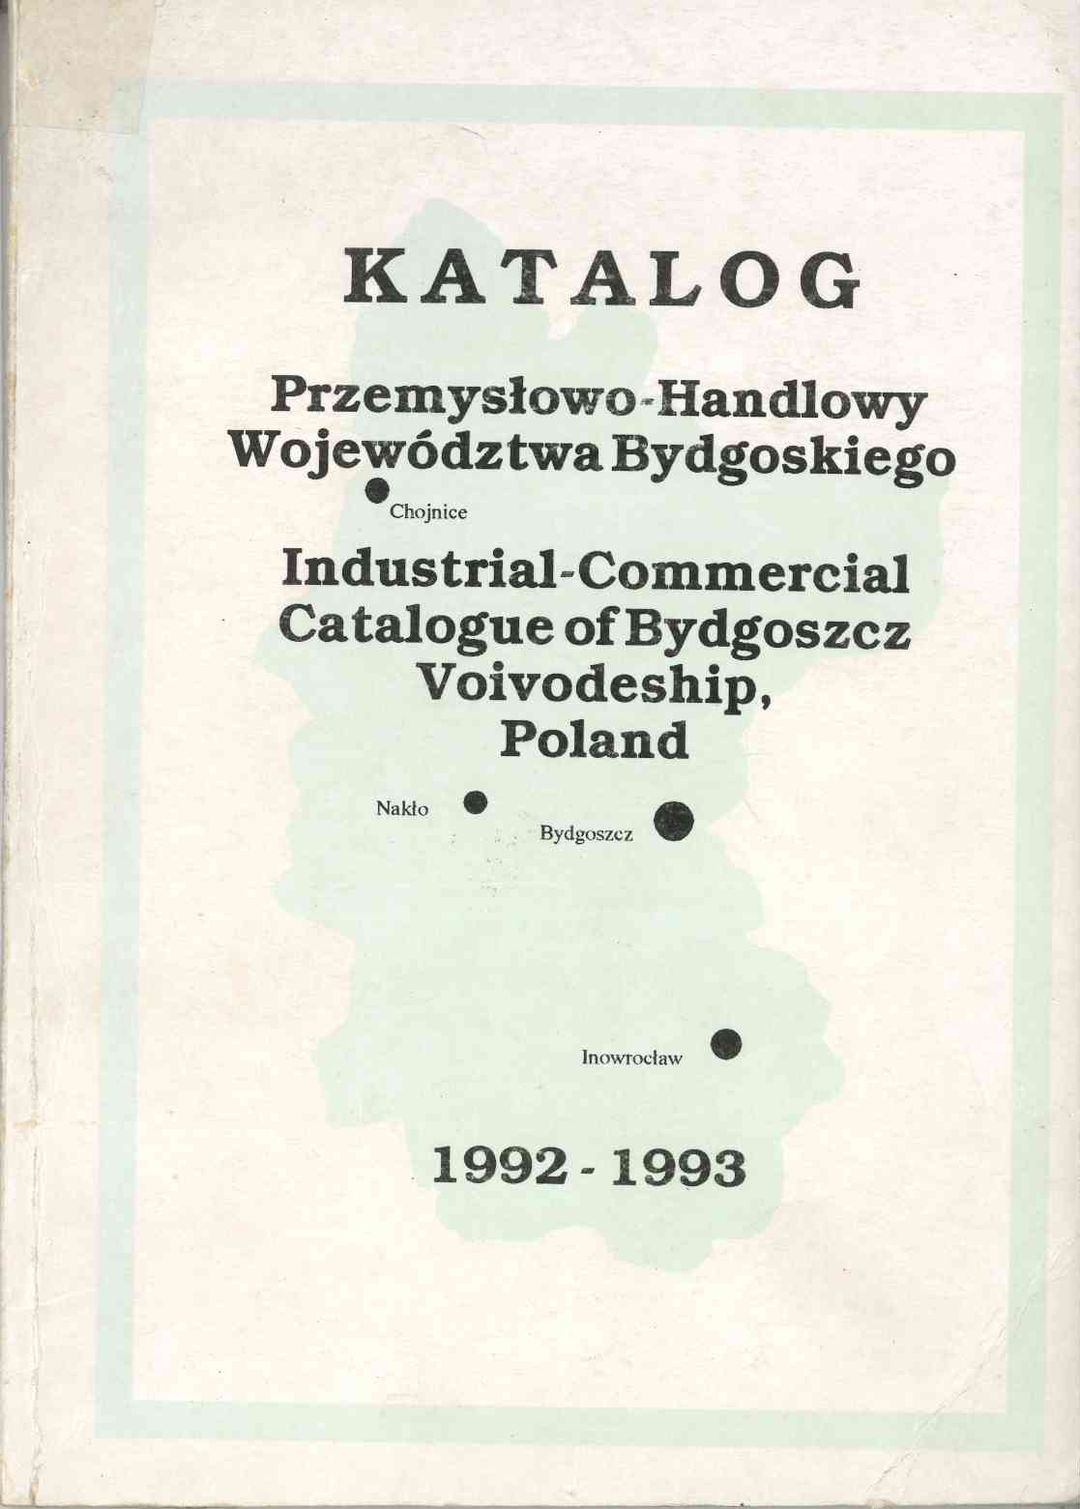 KATALOG
Przemysłowo-Handlowy
Województwa Bydgoskiego
Chojnice
Industrial-Commercial
Catalogue of Bydgoszcz
Voivodeship,
Poland
Nakło
Bydgoszcz
Inowrocław
1992 - 1993